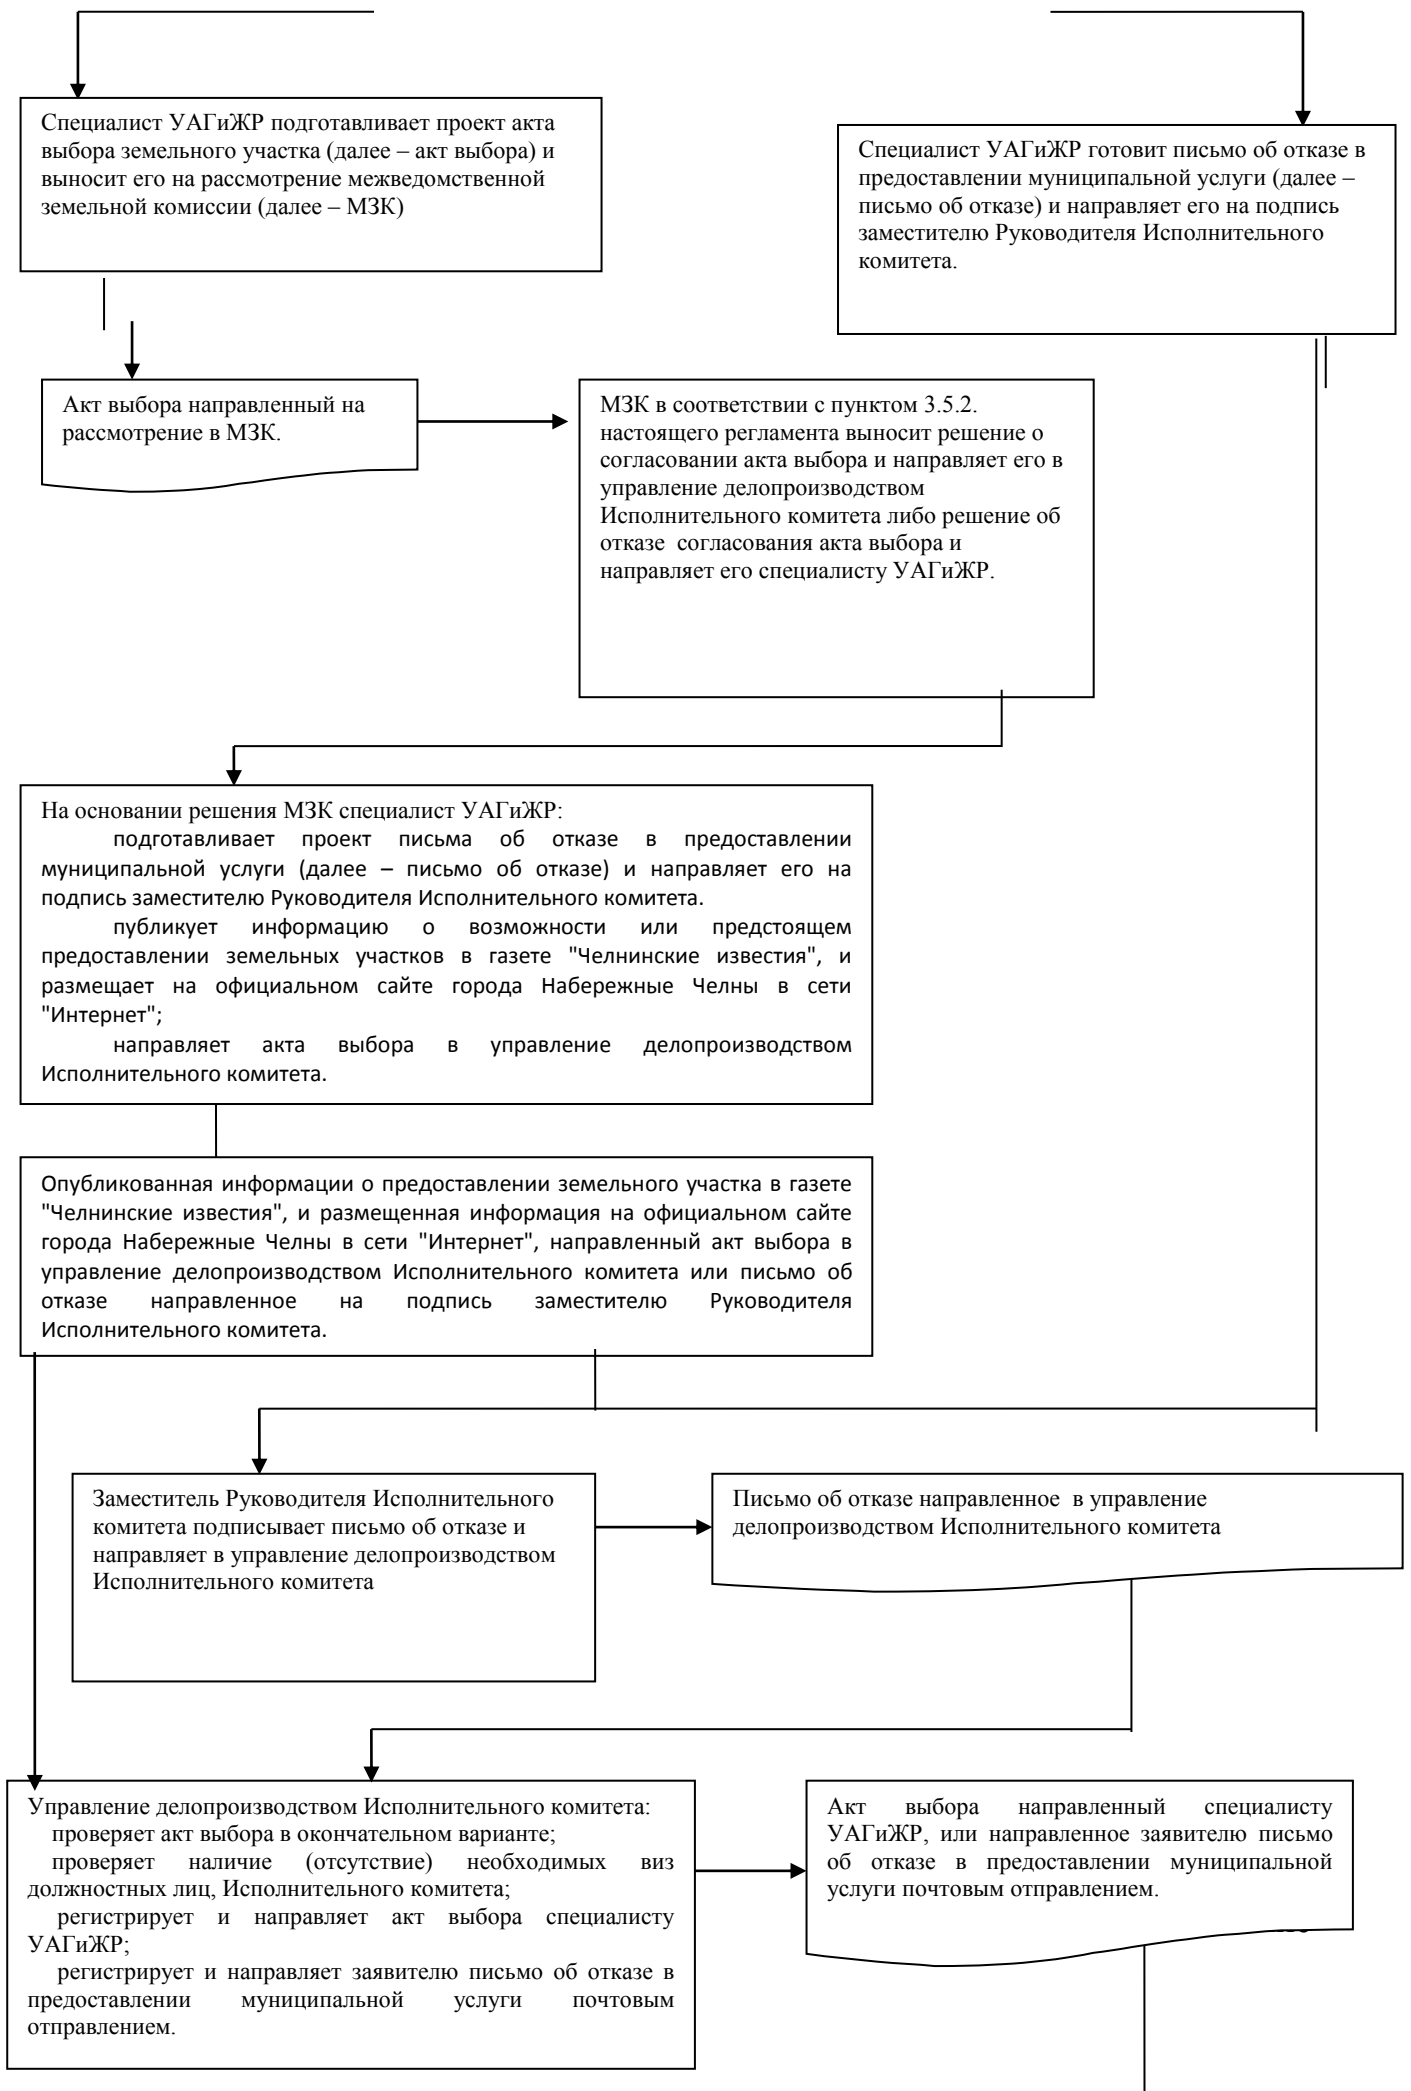 Специалист УАГиЖР подготавливает проект акта
выбора земельного участка (далее – акт выбора) и
выносит его на рассмотрение межведомственной
земельной комиссии (далее – МЗК)
Специалист УАГиЖР готовит письмо об отказе в
предоставлении муниципальной услуги (далее –
письмо об отказе) и направляет его на подпись
заместителю Руководителя Исполнительного
комитета.
Акт выбора направленный на
рассмотрение в МЗК.
МЗК в соответствии с пунктом 3.5.2.
настоящего регламента выносит решение о
согласовании акта выбора и направляет его в
управление делопроизводством
Исполнительного комитета либо решение об
отказе согласования акта выбора и
направляет его специалисту УАГиЖР.
На основании решения МЗК специалист УАГиЖР:
подготавливает проект письма об отказе в предоставлении
муниципальной услуги (далее – письмо об отказе) и направляет его на
подпись заместителю Руководителя Исполнительного комитета.
публикует информацию о возможности или предстоящем
предоставлении земельных участков в газете "Челнинские известия", и
размещает на официальном сайте города Набережные Челны в сети
"Интернет";
направляет акта выбора в управление делопроизводством
Исполнительного комитета.
Опубликованная информации о предоставлении земельного участка в газете
"Челнинские известия", и размещенная информация на официальном сайте
города Набережные Челны в сети "Интернет", направленный акт выбора в
управление делопроизводством Исполнительного комитета или письмо об
отказе направленное на подпись заместителю Руководителя
Исполнительного комитета.
Заместитель Руководителя Исполнительного
комитета подписывает письмо об отказе и
направляет в управление делопроизводством
Исполнительного комитета
Письмо об отказе направленное в управление
делопроизводством Исполнительного комитета
Управление делопроизводством Исполнительного комитета:
проверяет акт выбора в окончательном варианте;
проверяет наличие (отсутствие) необходимых виз
должностных лиц, Исполнительного комитета;
регистрирует и направляет акт выбора специалисту
УАГиЖР;
регистрирует и направляет заявителю письмо об отказе в
предоставлении муниципальной услуги почтовым
отправлением.
Акт выбора направленный специалисту
УАГиЖР, или направленное заявителю письмо
об отказе в предоставлении муниципальной
услуги почтовым отправлением.